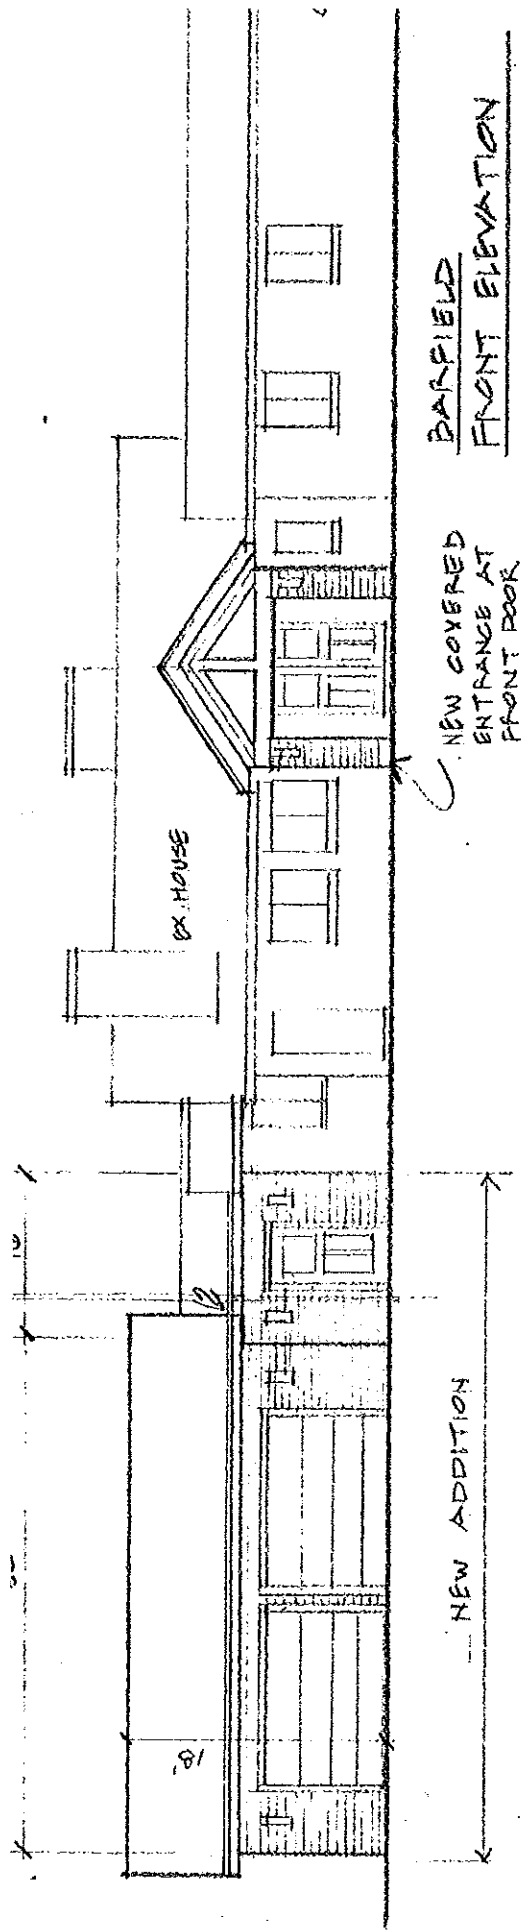 BARFIELD
FRONT ELEVATION
NEW COVERED
ENTRANCE AT
FRONT DOOR
EX. HOUSE
18'
NEW ADDITION